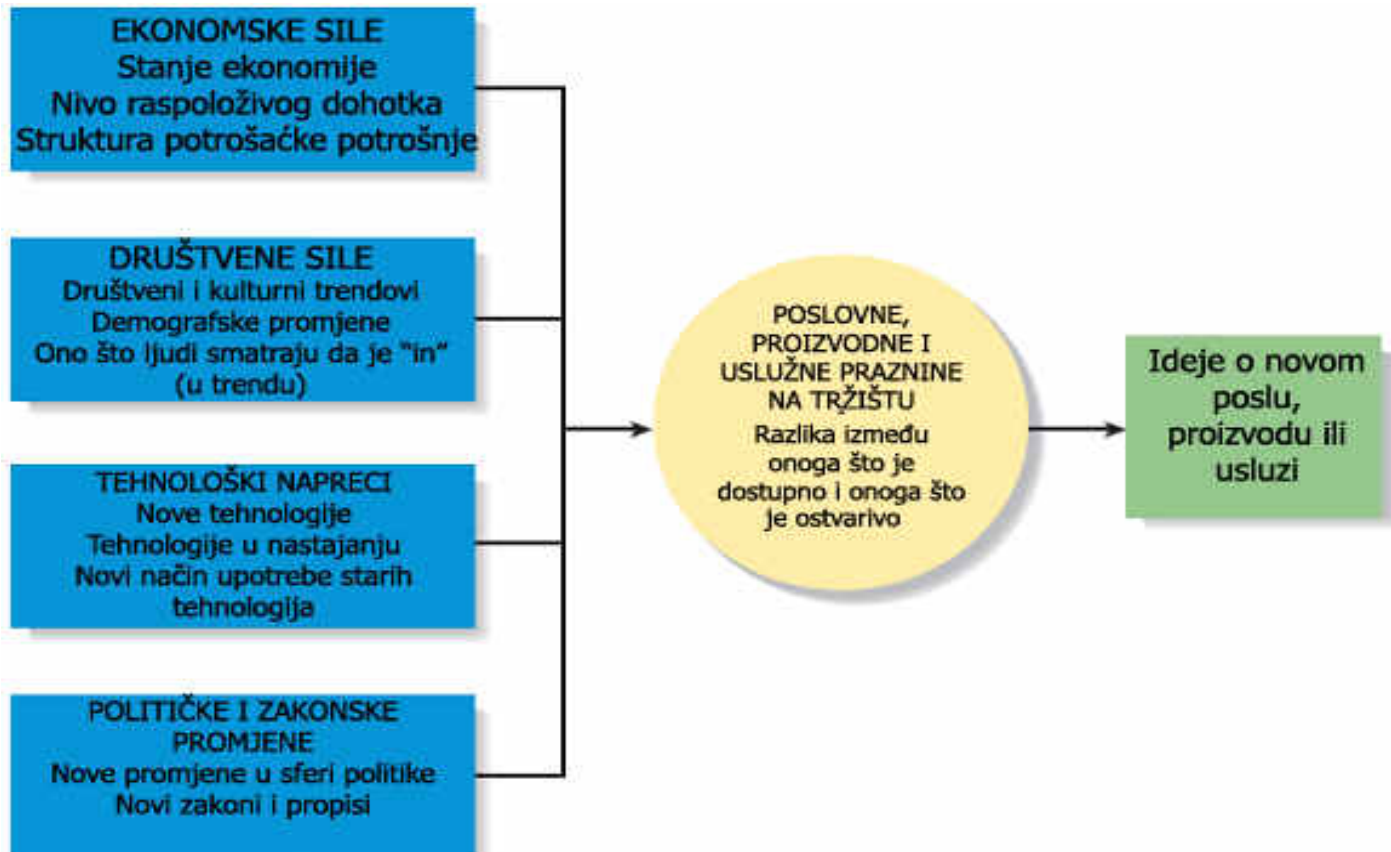 EKONOMSKE SILE
Stanje ekonomije
Nivo raspoloživog dohotka
Struktura potrošaćke potrošnje
DRUŠTVENE SILE
Društveni i kulturni trendovi
Demografske promjene
Ono što ljudi smatraju da je “in”
(u trendu)
TEHNOLOŠKI NAPRECI
Nove tehnologije
Tehnologije u nastajanju
Novi način upotrebe starih
tehnologija
POLITIČKE I ZAKONSKE
PROMJENE
Nove promjene u sferi politike
Novi zakoni i propisi
POSLOVNE,
PROIZVODNE I
USLUŽNE PRAZNINE
NA TRŽIŠTU
Razlika između
onoga što je
dostupno i onoga što
je ostvarivo
Ideje o novom
poslu,
proizvodu ili
usluzi